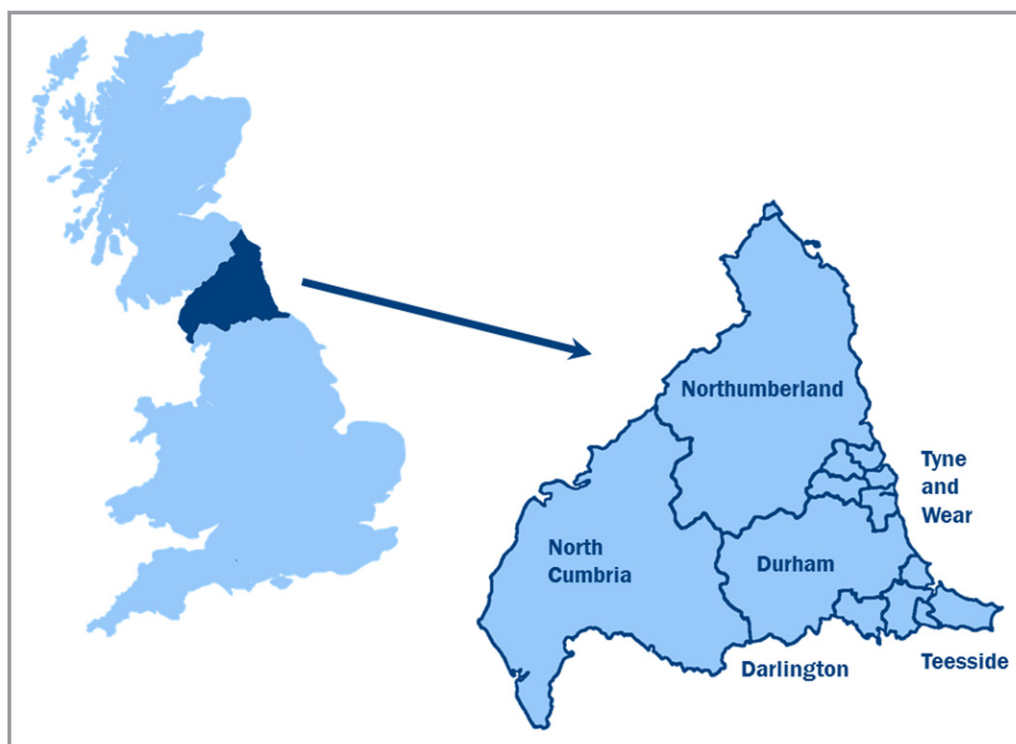 Northumberland
Tyne
and
Wear
North
Cumbria
Durham
Darlington
Teesside